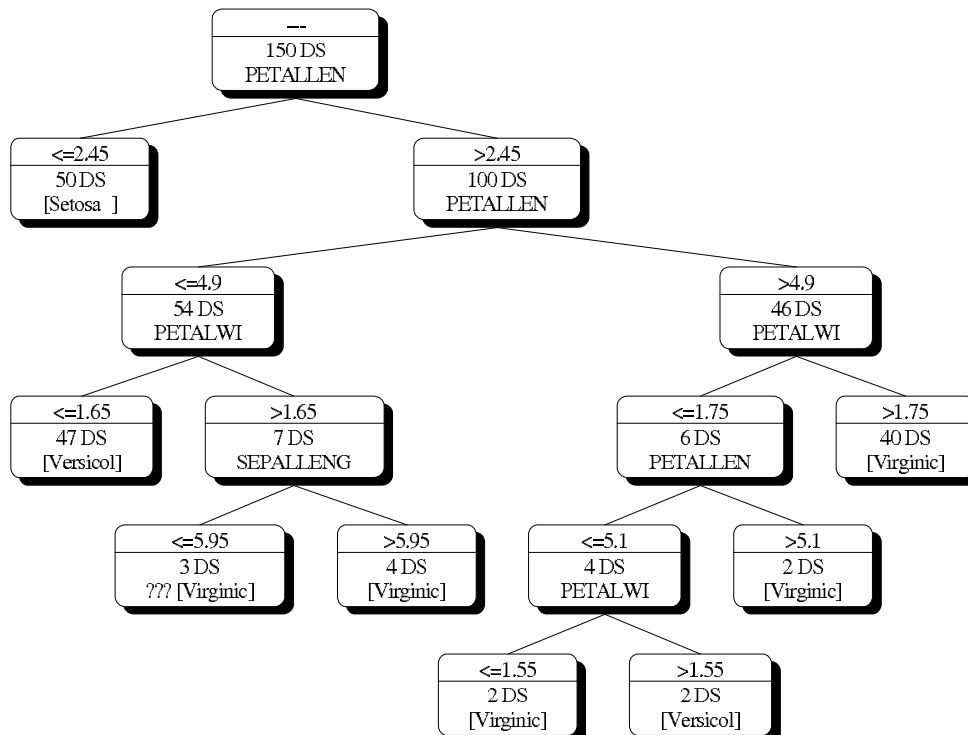 ---
150 DS
PETALLEN
<=2.45
50 DS
[Setosa ]
>2.45
100 DS
PETALLEN
<=4.9
54 DS
PETALWI
>4.9
46 DS
PETALWI
<=1.65
47 DS
[Versicol]
>1.65
7 DS
SEPALLENG
<=1.75
6 DS
PETALLEN
>1.75
40 DS
[Virginic]
<=5.95
3 DS
??? [Virginic]
>5.95
4 DS
[Virginic]
<=5.1
4 DS
PETALWI
>5.1
2 DS
[Virginic]
<=1.55
2 DS
[Virginic]
>1.55
2 DS
[Versicol]